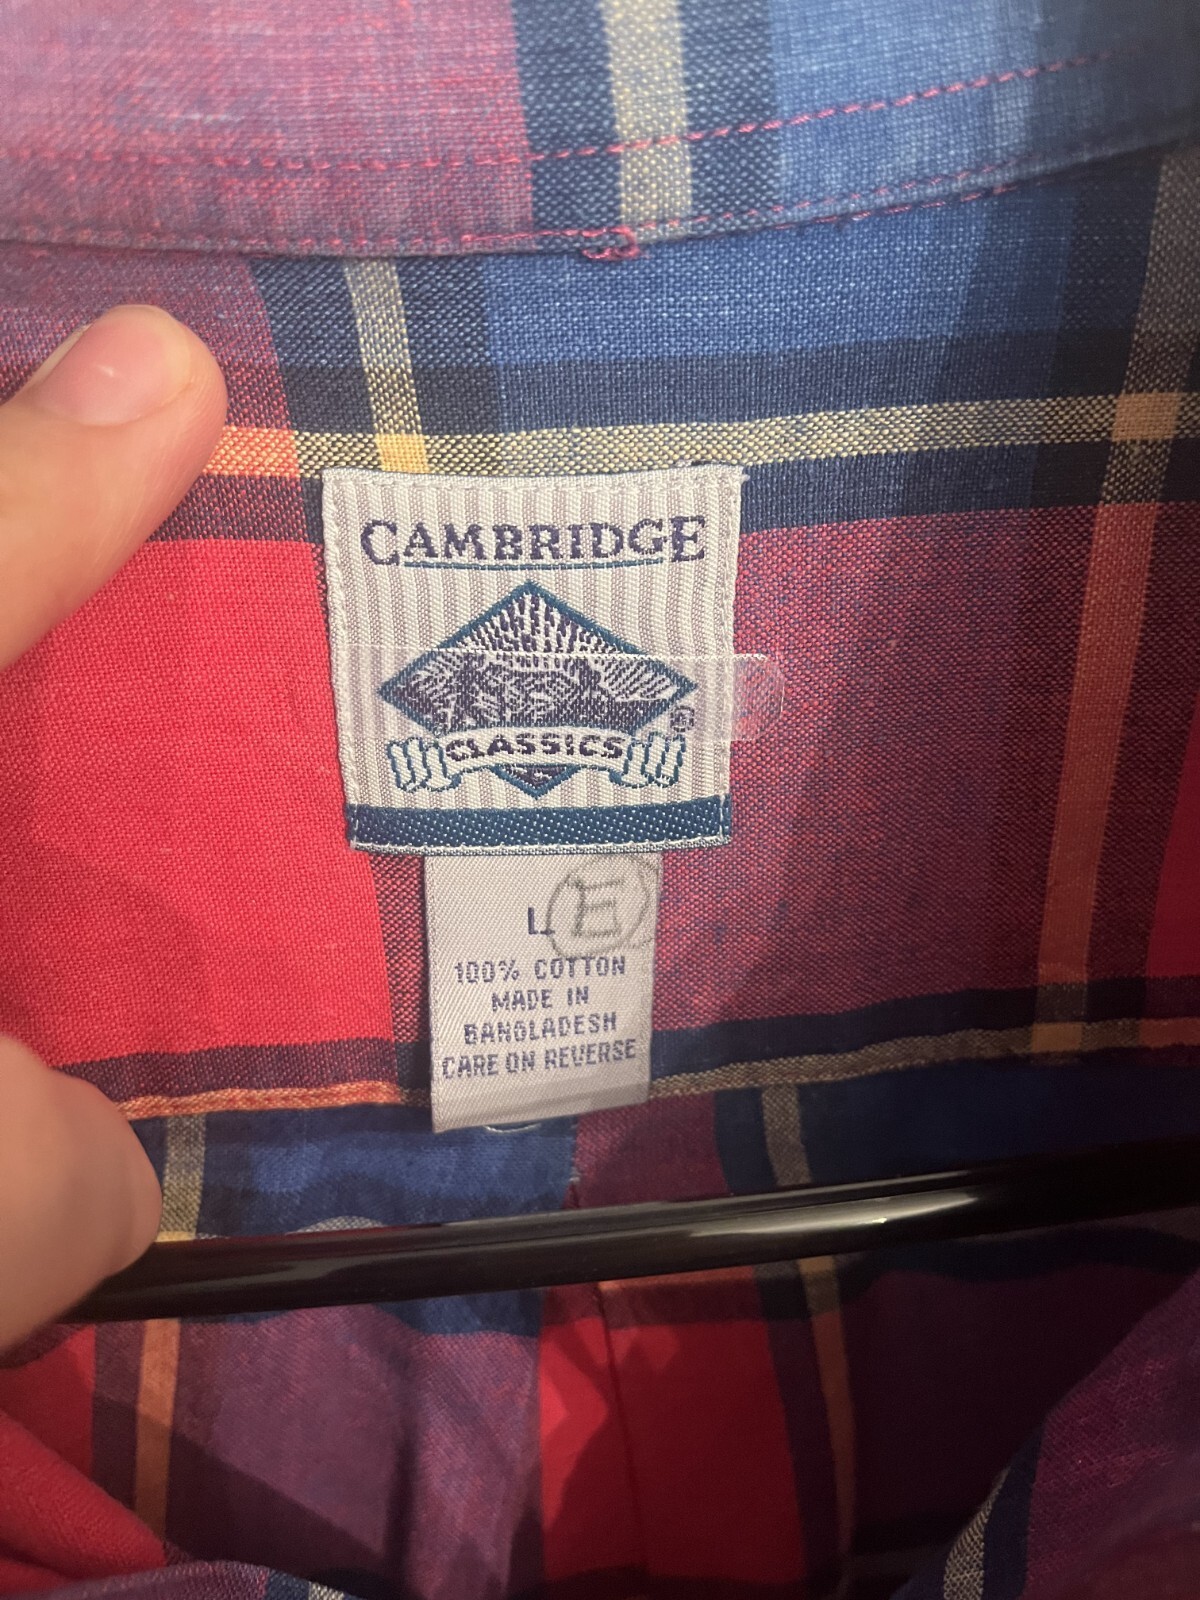 CAMBRIDGE
®
CLASSICS
L E
100% COTTON
MADE IN
BANGLADESH
CARE ON REVERSE